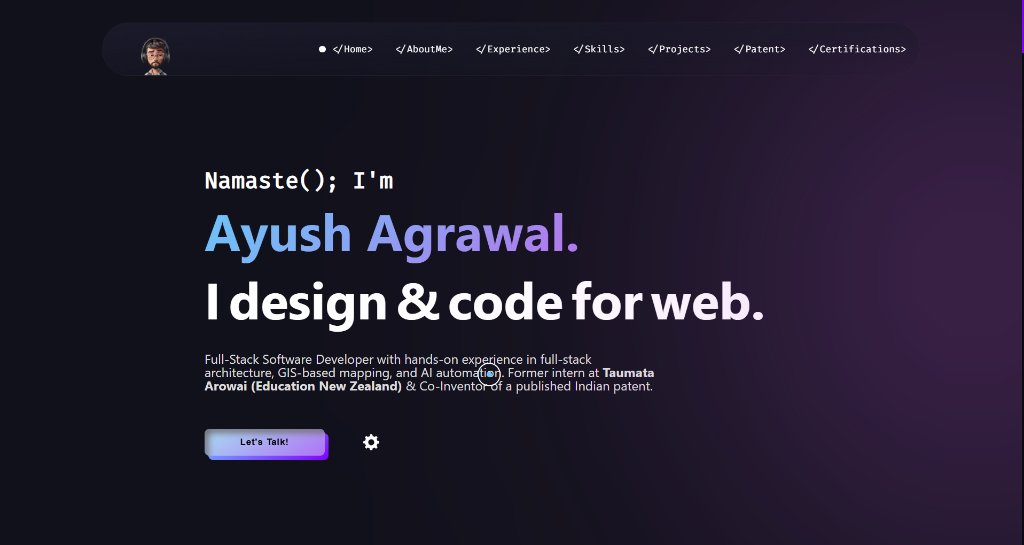 </Home> </AboutMe> </Experience> </Skills> </Projects> </Patent> </Certifications>
Namaste(); I'm
Ayush Agrawal.
I design & code for web.
Full-Stack Software Developer with hands-on experience in full-stack
architecture, GIS-based mapping, and AI automation. Former intern at Taumata
Arowai (Education New Zealand) & Co-Inventor of a published Indian patent.
Let's Talk!